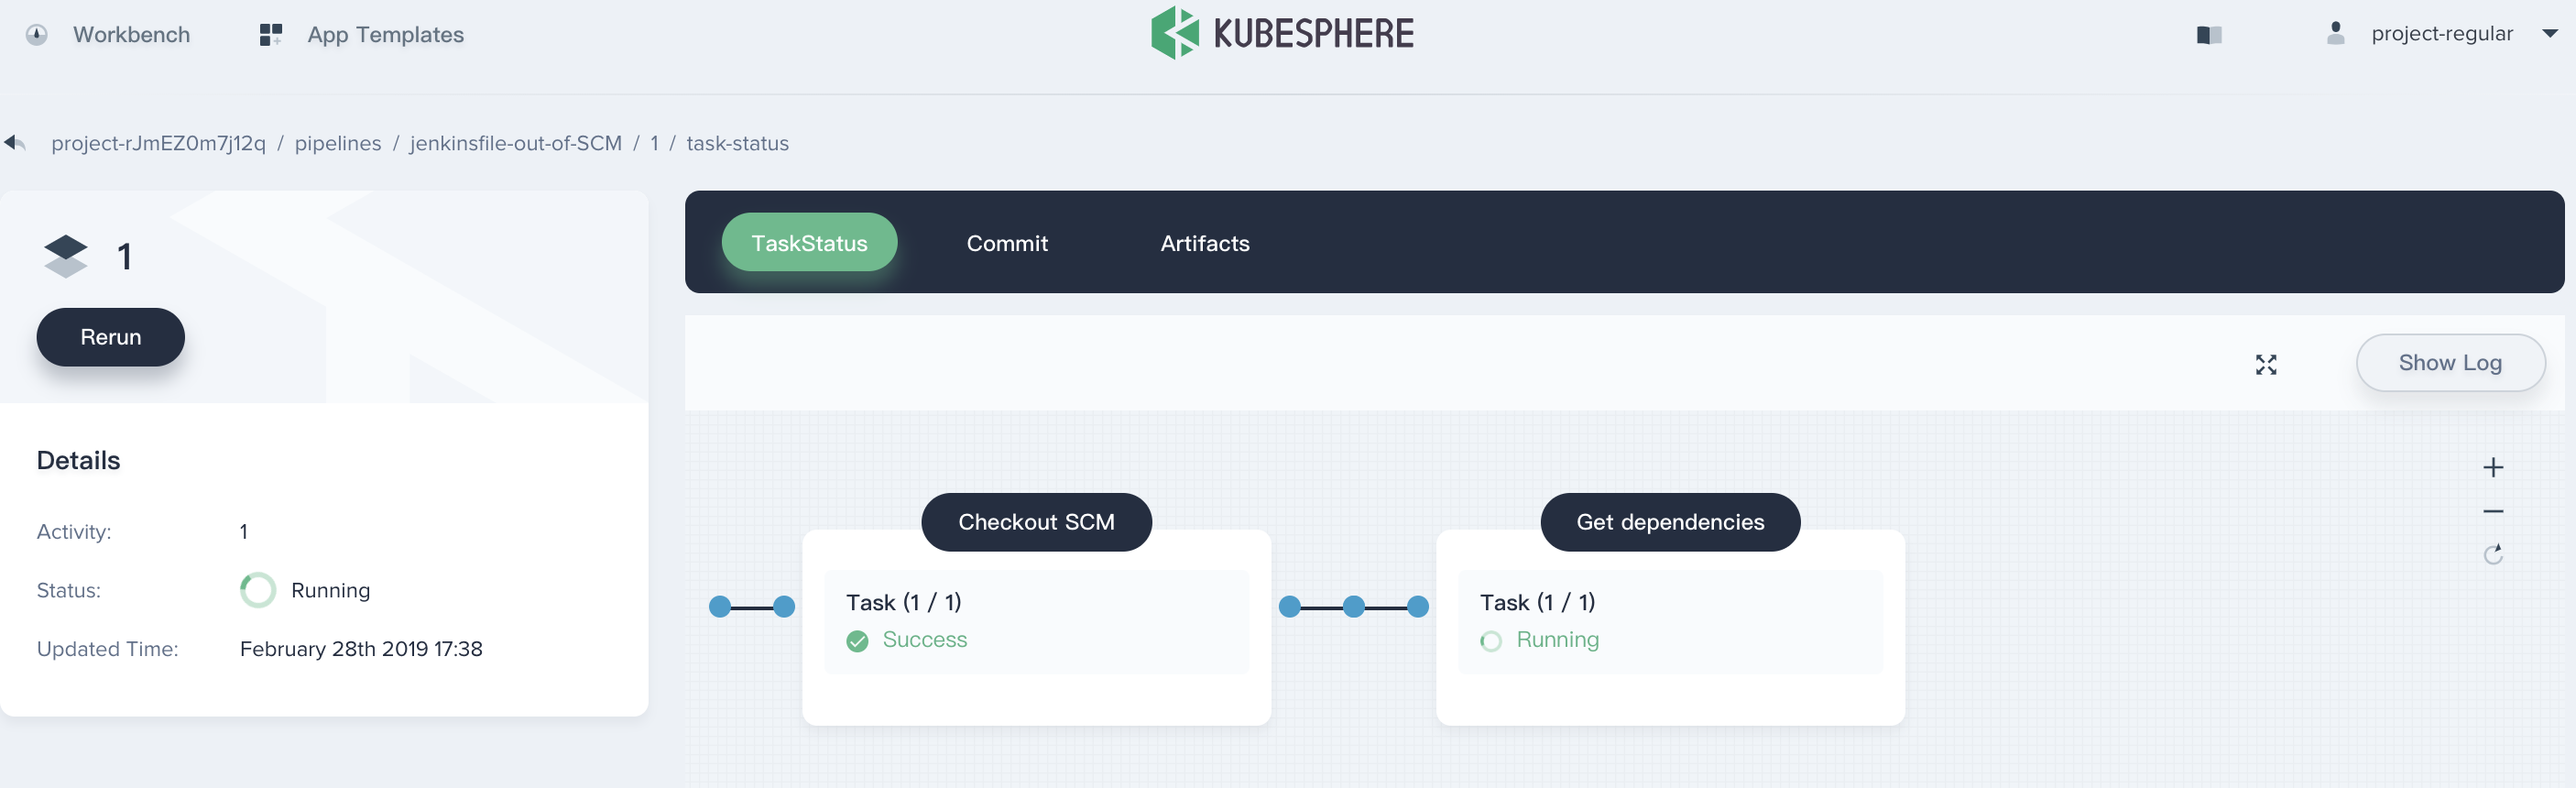 Workbench App Templates KUBESPHERE project-regular
project-rJmEZ0m7j12q / pipelines / jenkinsfile-out-of-SCM / 1 / task-status
1
Rerun
Details
Activity: 1
Status: Running
Updated Time: February 28th 2019 17:38
TaskStatus Commit Artifacts
Show Log
Checkout SCM
Task (1 / 1)
Success
Get dependencies
Task (1 / 1)
Running